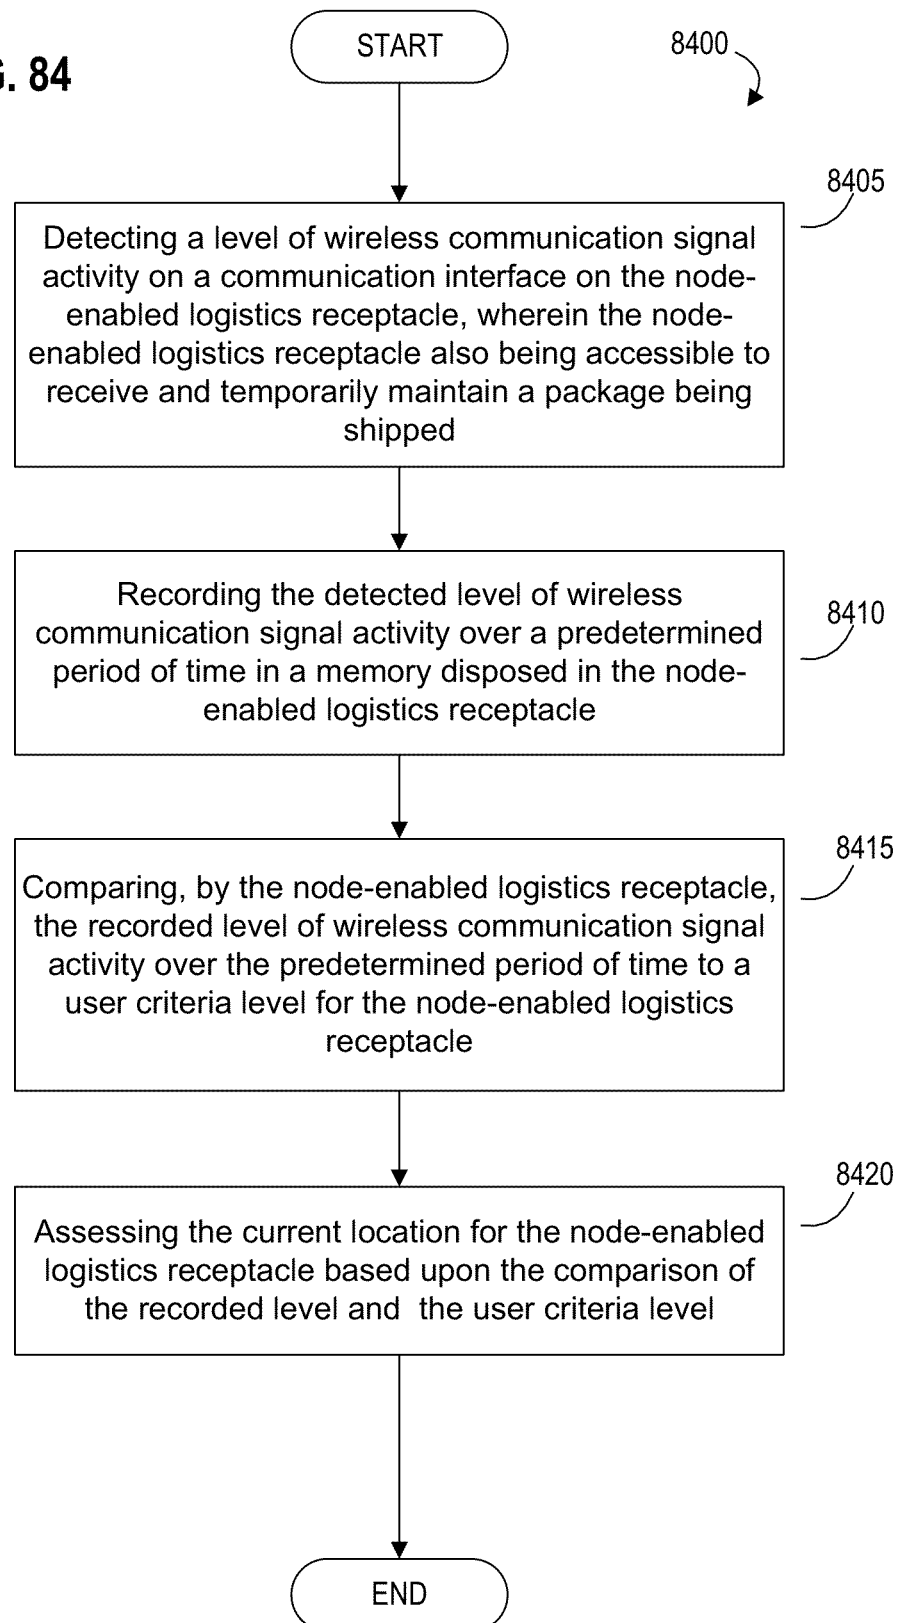 START
8400
84
8405
Detecting a level of wireless communication signal
activity on a communication interface on the node-
enabled logistics receptacle, wherein the node-
enabled logistics receptacle also being accessible to
receive and temporarily maintain a package being
shipped
Recording the detected level of wireless
communication signal activity over a predetermined
period of time in a memory disposed in the node-
enabled logistics receptacle
8410
8415
Comparing, by the node-enabled logistics receptacle,
the recorded level of wireless communication signal
activity over the predetermined period of time to a
user criteria level for the node-enabled logistics
receptacle
8420
Assessing the current location for the node-enabled
logistics receptacle based upon the comparison of
the recorded level and the user criteria level
END